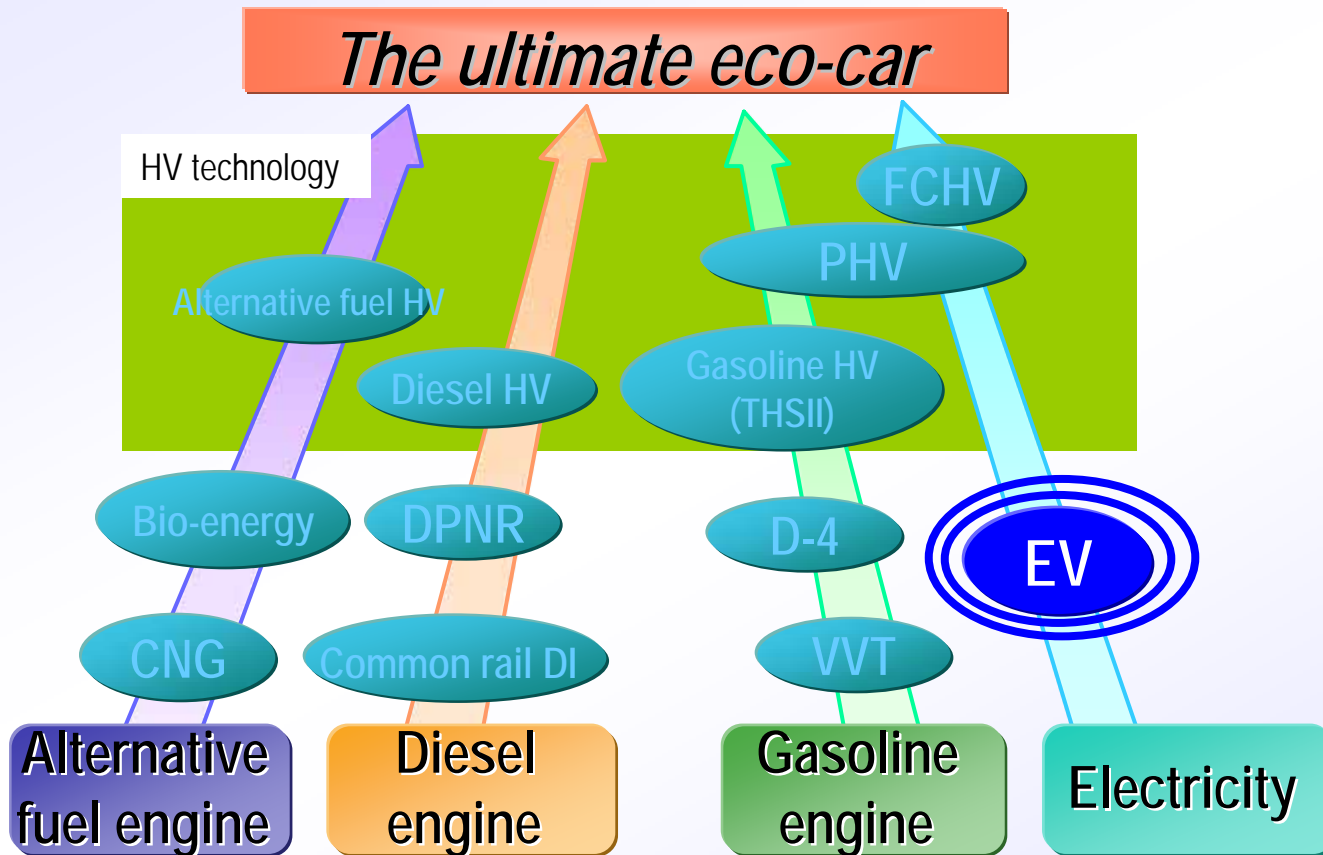 The ultimate eco-car
HV technology
FCHV
PHV
Alternative fuel HV
Diesel HV
Gasoline HV
(THSII)
Bio-energy
DPNR
D-4
EV
CNG
Common rail DI
VVT
Alternative
fuel engine
Diesel
engine
Gasoline
engine
Electricity